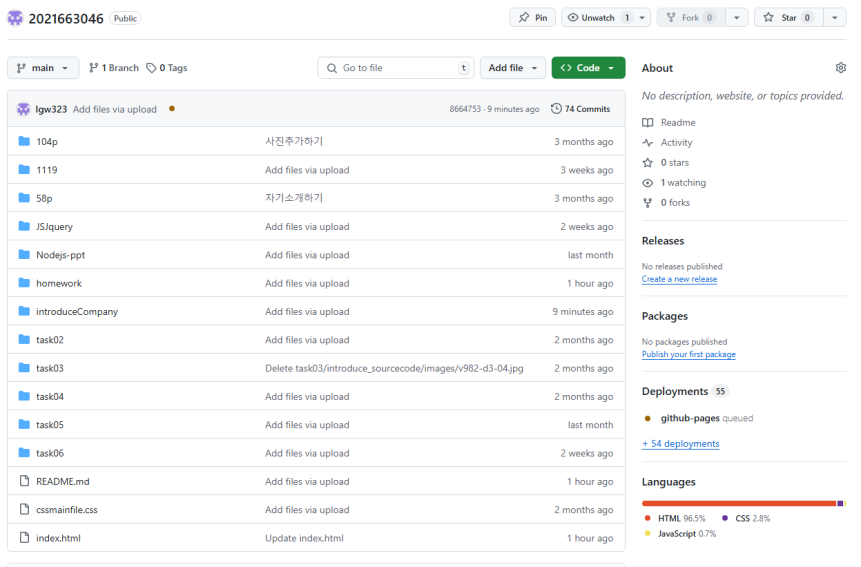 2021663046 Public
Pin
Unwatch 1
Fork 0
Star 0
main
1 Branch
0 Tags
Go to file t
Add file
Code
lgw323 Add files via upload
8664753 · 9 minutes ago
74 Commits
104p 사진추가하기 3 months ago
1119 Add files via upload 3 weeks ago
58p 자기소개하기 3 months ago
JSJquery Add files via upload 2 weeks ago
Nodejs-ppt Add files via upload last month
homework Add files via upload 1 hour ago
introduceCompany Add files via upload 9 minutes ago
task02 Add files via upload 2 months ago
task03 Delete task03/introduce_sourcecode/images/v982-d3-04.jpg 2 months ago
task04 Add files via upload 2 months ago
task05 Add files via upload last month
task06 Add files via upload 2 weeks ago
README.md Add files via upload 1 hour ago
cssmainfile.css Add files via upload 2 months ago
index.html Update index.html 1 hour ago
About
No description, website, or topics provided.
Readme
Activity
0 stars
1 watching
0 forks
Releases
No releases published
Create a new release
Packages
No packages published
Publish your first package
Deployments 55
github-pages queued
+ 54 deployments
Languages
HTML 96.5% CSS 2.8%
JavaScript 0.7%